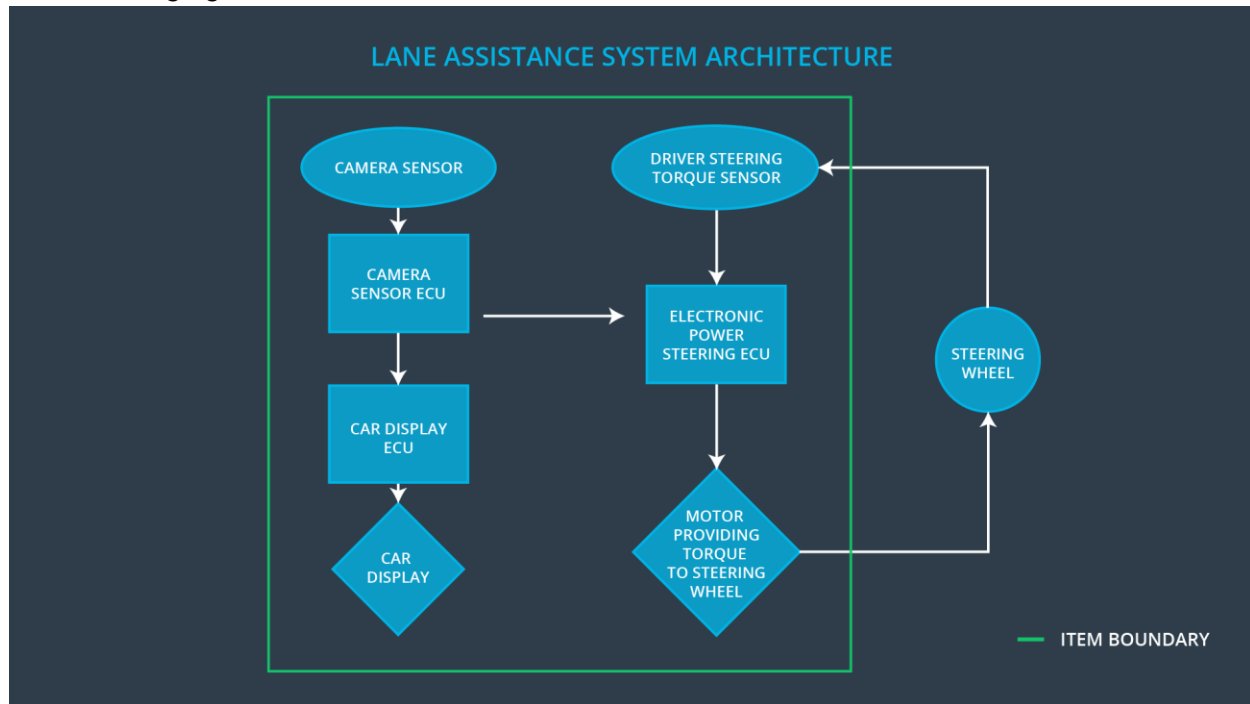 LANE ASSISTANCE SYSTEM ARCHITECTURE
CAMERA SENSOR
DRIVER STEERING
TORQUE SENSOR
CAMERA
SENSOR ECU
ELECTRONIC
POWER
STEERING ECU
STEERING
WHEEL
CAR DISPLAY
ECU
CAR
DISPLAY
MOTOR
PROVIDING
TORQUE
TO STEERING
WHEEL
ITEM BOUNDARY